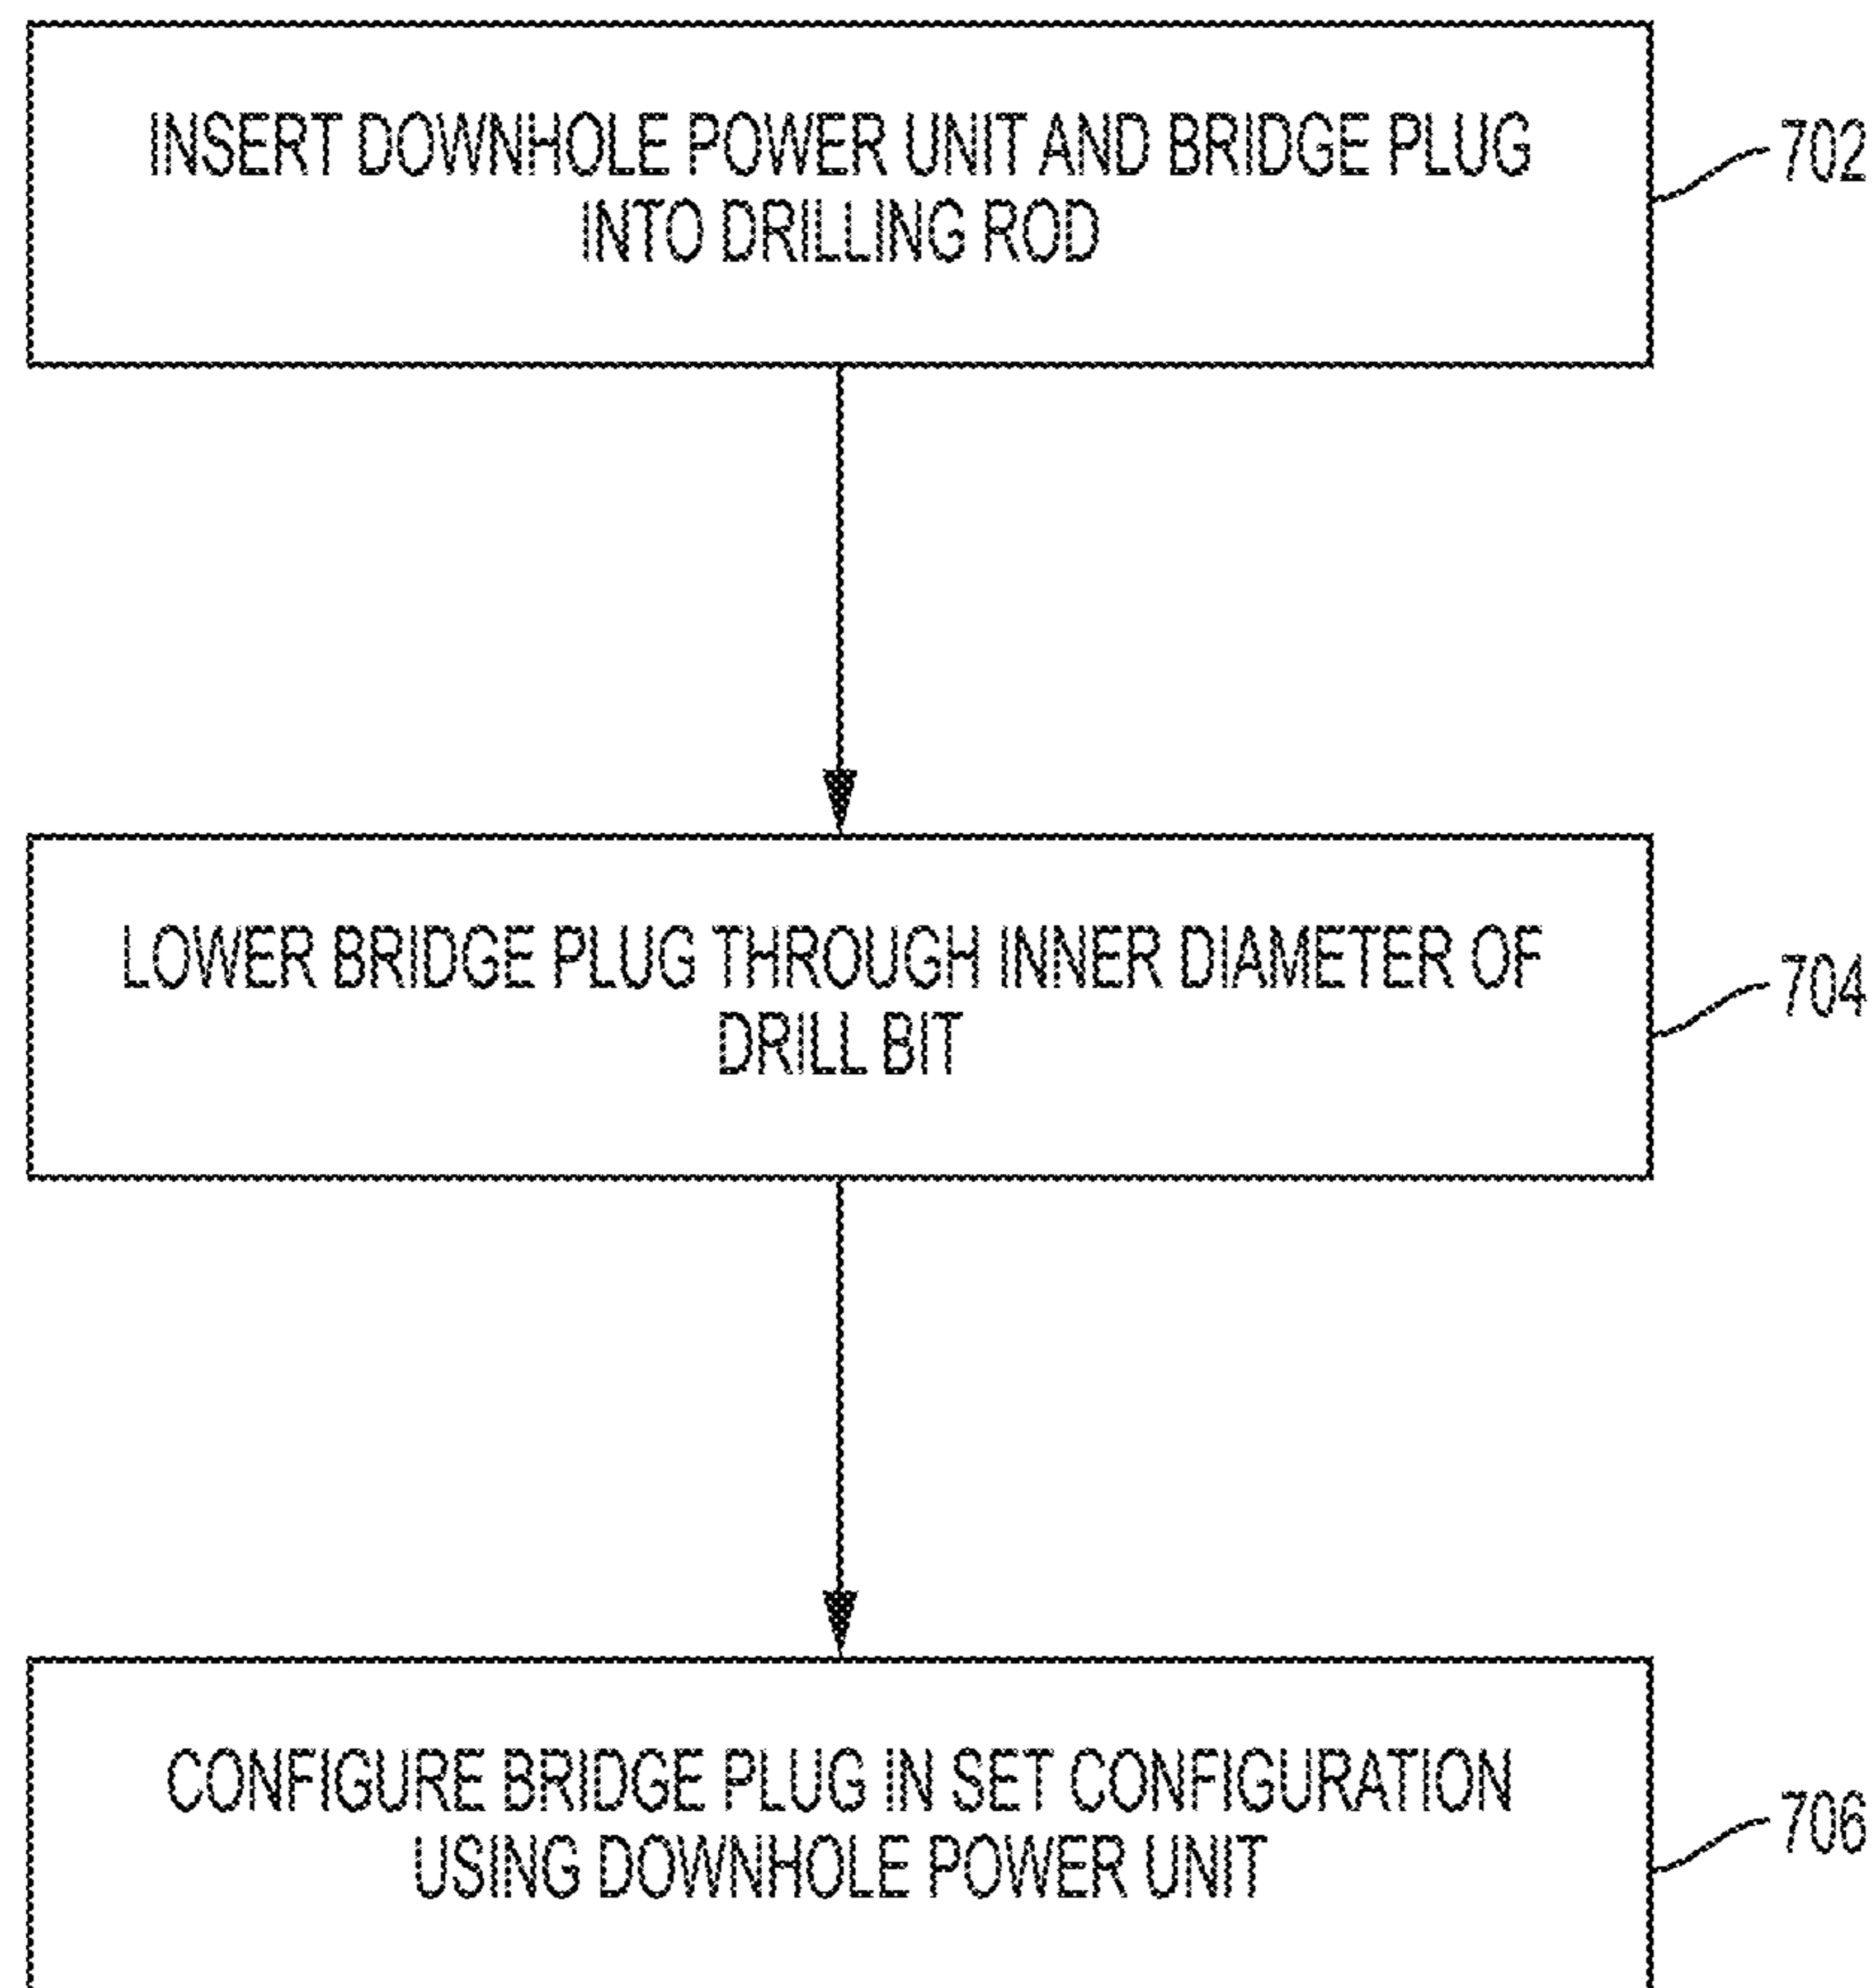 INSERT DOWNHOLE POWER UNIT AND BRIDGE PLUG
INTO DRILLING ROD
702
LOWER BRIDGE PLUG THROUGH INNER DIAMETER OF
DRILL BIT
704
CONFIGURE BRIDGE PLUG IN SET CONFIGURATION
USING DOWNHOLE POWER UNIT
706